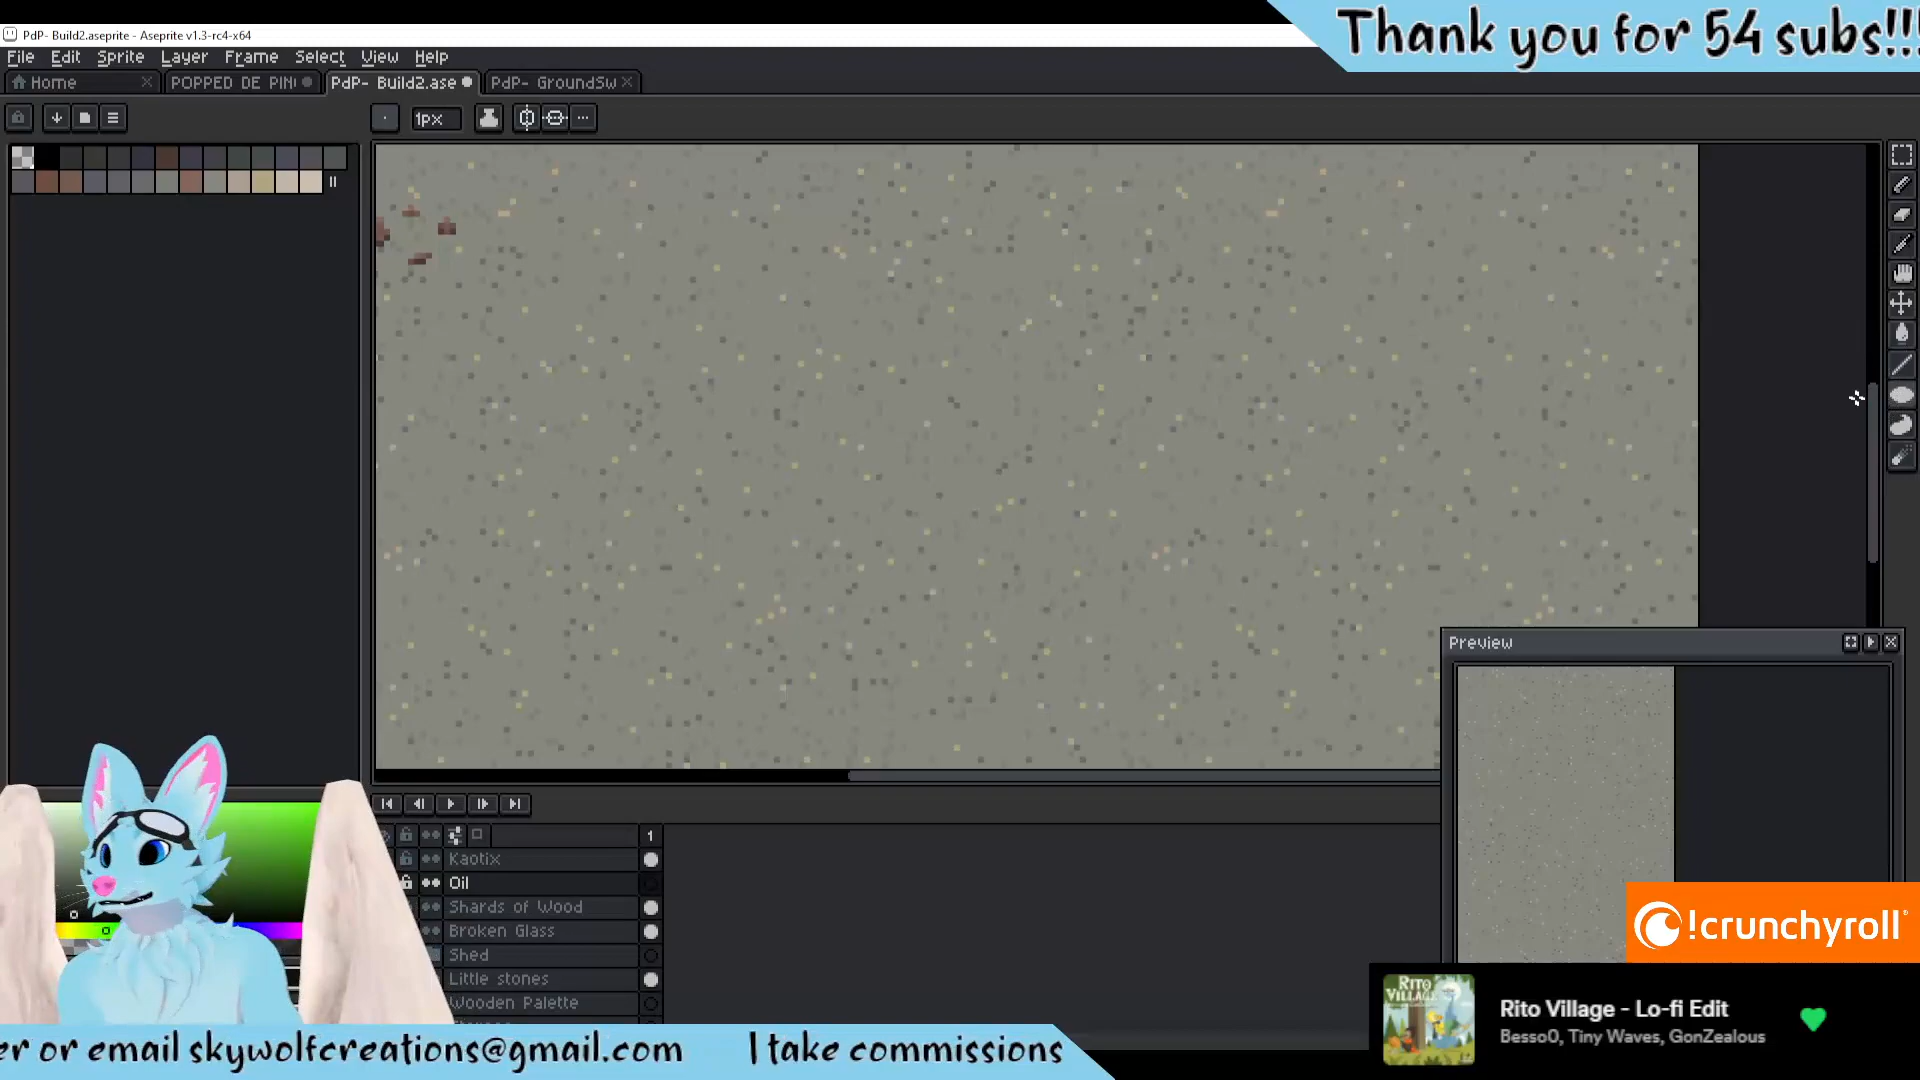 Thank you for 54 subs!!!
PdP- Build2.aseprite - Aseprite v1.3-rc4-x64
File Edit Sprite Layer Frame Select View Help
Home
POPPED DE PIN
PdP- Build2.ase
PdP- GroundSw
1px
Preview
1
Kaotix
Oil
Shards of Wood
Broken Glass
Shed
Little stones
Wooden Palette
!crunchyroll
RITO VILLAGE
Rito Village - Lo-fi Edit
Besso0, Tiny Waves, GonZealous
er or email skywolfcreations@gmail.com
I take commissions